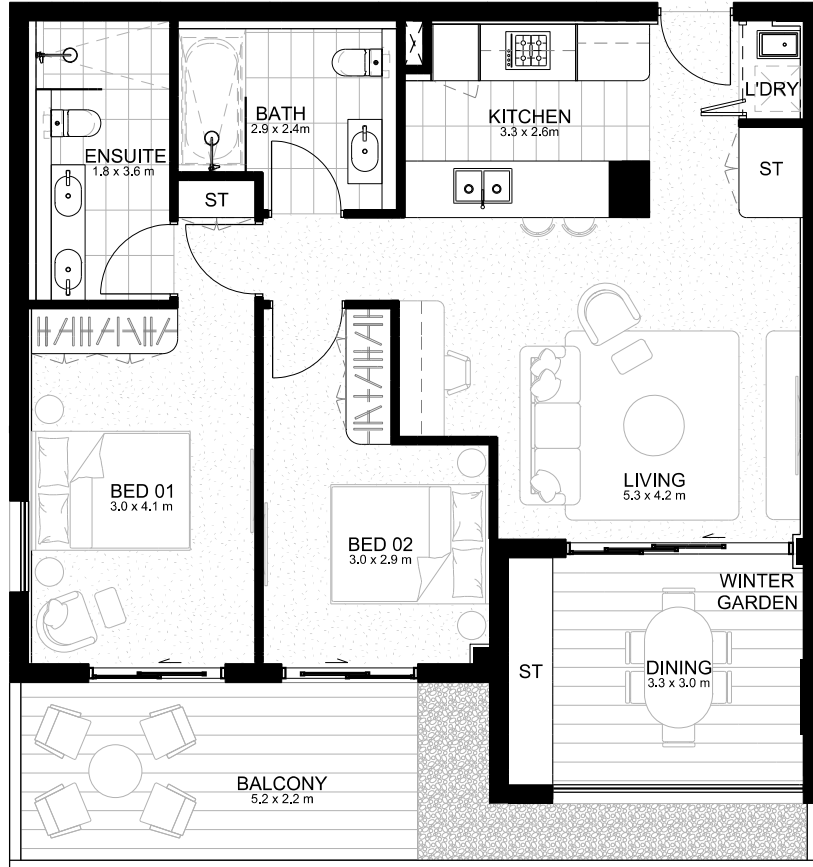 L'DRY
KITCHEN
3.3 x 2.6m
BATH
2.9 x 2.4m
ENSUITE
1.8 x 3.6 m
ST
ST
LIVING
5.3 x 4.2 m
BED 01
3.0 x 4.1 m
BED 02
3.0 x 2.9 m
WINTER
GARDEN
ST
DINING
3.3 x 3.0 m
BALCONY
5.2 x 2.2 m